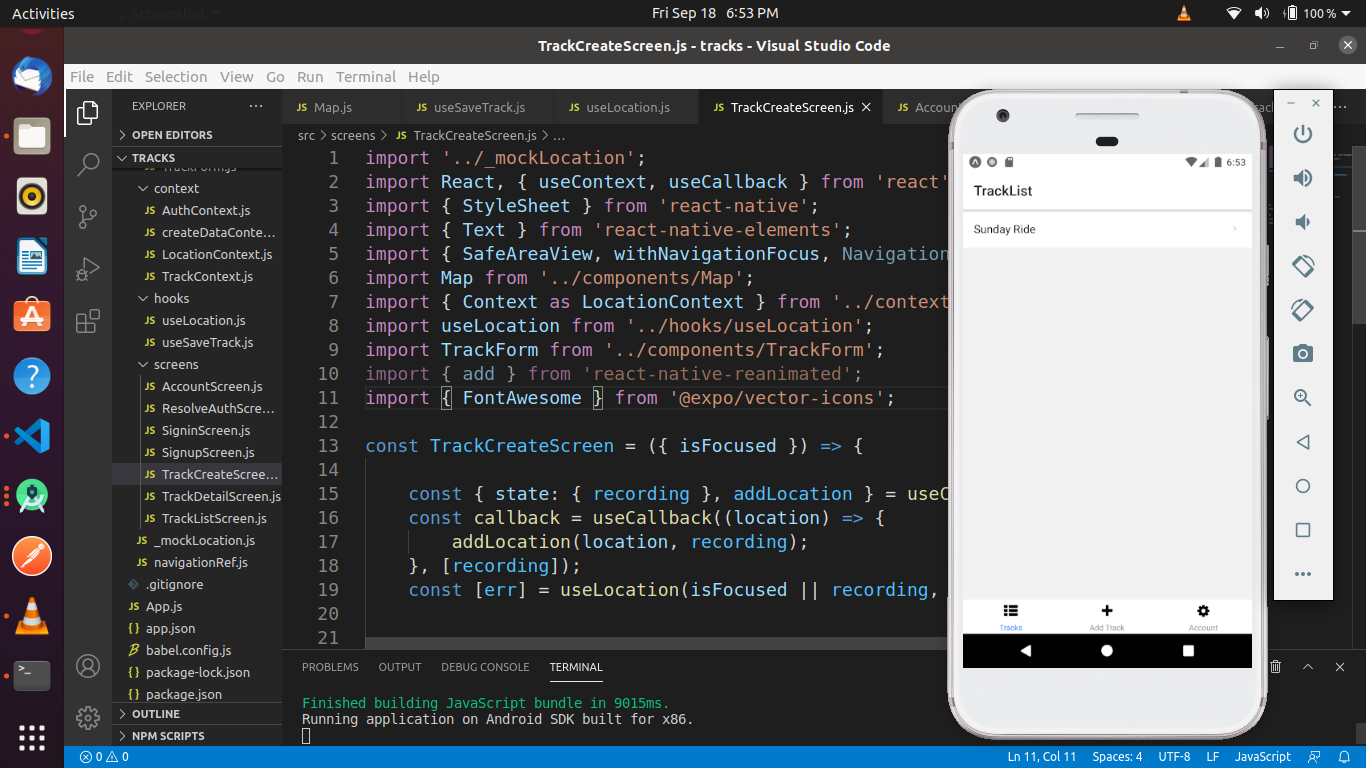 Activities
Screenshot
Fri Sep 18 6:53 PM
100 %
TrackCreateScreen.js - tracks - Visual Studio Code
File Edit Selection View Go Run Terminal Help
EXPLORER
OPEN EDITORS
TRACKS
TrackForm.js
context
AuthContext.js
createDataConte...
LocationContext.js
TrackContext.js
hooks
useLocation.js
useSaveTrack.js
screens
AccountScreen.js
ResolveAuthScre...
SigninScreen.js
SignupScreen.js
TrackCreateScree...
TrackDetailScreen.js
TrackListScreen.js
_mockLocation.js
navigationRef.js
.gitignore
App.js
app.json
babel.config.js
package-lock.json
package.json
OUTLINE
NPM SCRIPTS
JS Map.js JS useSaveTrack.js JS useLocation.js JS TrackCreateScreen.js JS Accoun
src > screens > JS TrackCreateScreen.js > ...
1 import '../_mockLocation';
2 import React, { useContext, useCallback } from 'react'
3 import { StyleSheet } from 'react-native';
4 import { Text } from 'react-native-elements';
5 import { SafeAreaView, withNavigationFocus, Navigation
6 import Map from '../components/Map';
7 import { Context as LocationContext } from '../context
8 import useLocation from '../hooks/useLocation';
9 import TrackForm from '../components/TrackForm';
10 import { add } from 'react-native-reanimated';
11 import { FontAwesome } from '@expo/vector-icons';
12
13 const TrackCreateScreen = ({ isFocused }) => {
14
15 const { state: { recording }, addLocation } = useC
16 const callback = useCallback((location) => {
17 addLocation(location, recording);
18 }, [recording]);
19 const [err] = useLocation(isFocused || recording,
20
21
PROBLEMS OUTPUT DEBUG CONSOLE TERMINAL
Finished building JavaScript bundle in 9015ms.
Running application on Android SDK built for x86.
6:53
TrackList
Sunday Ride
Tracks Add Track Account
0 0
Ln 11, Col 11 Spaces: 4 UTF-8 LF JavaScript